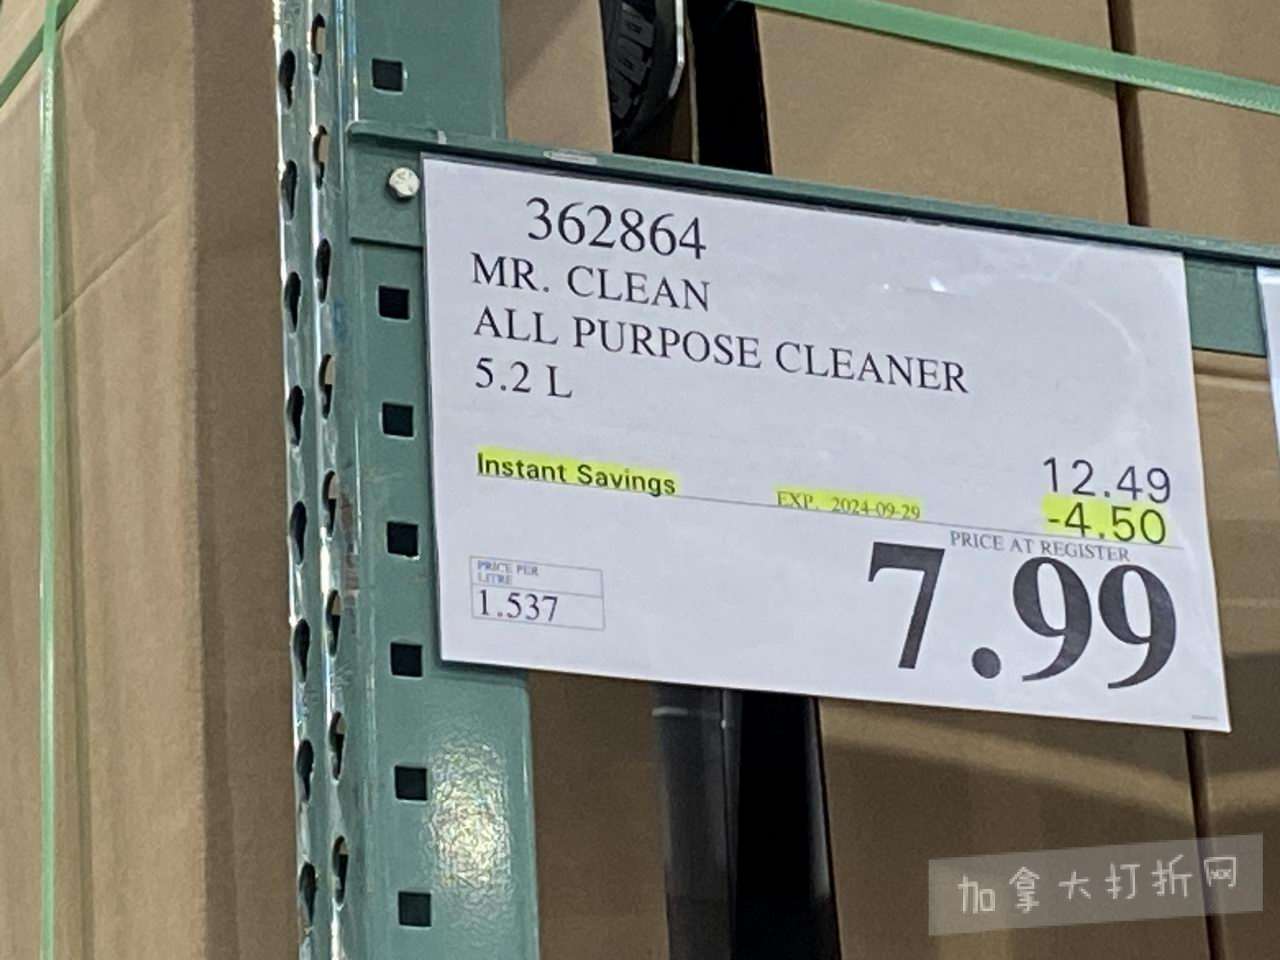 362864
MR. CLEAN
ALL PURPOSE CLEANER
5.2 L
12.49
Instant Savings EXP. 2024-09-29 -4.50
PRICE AT REGISTER
7.99
PRICE PER
LITRE
1.537
加拿大打折网